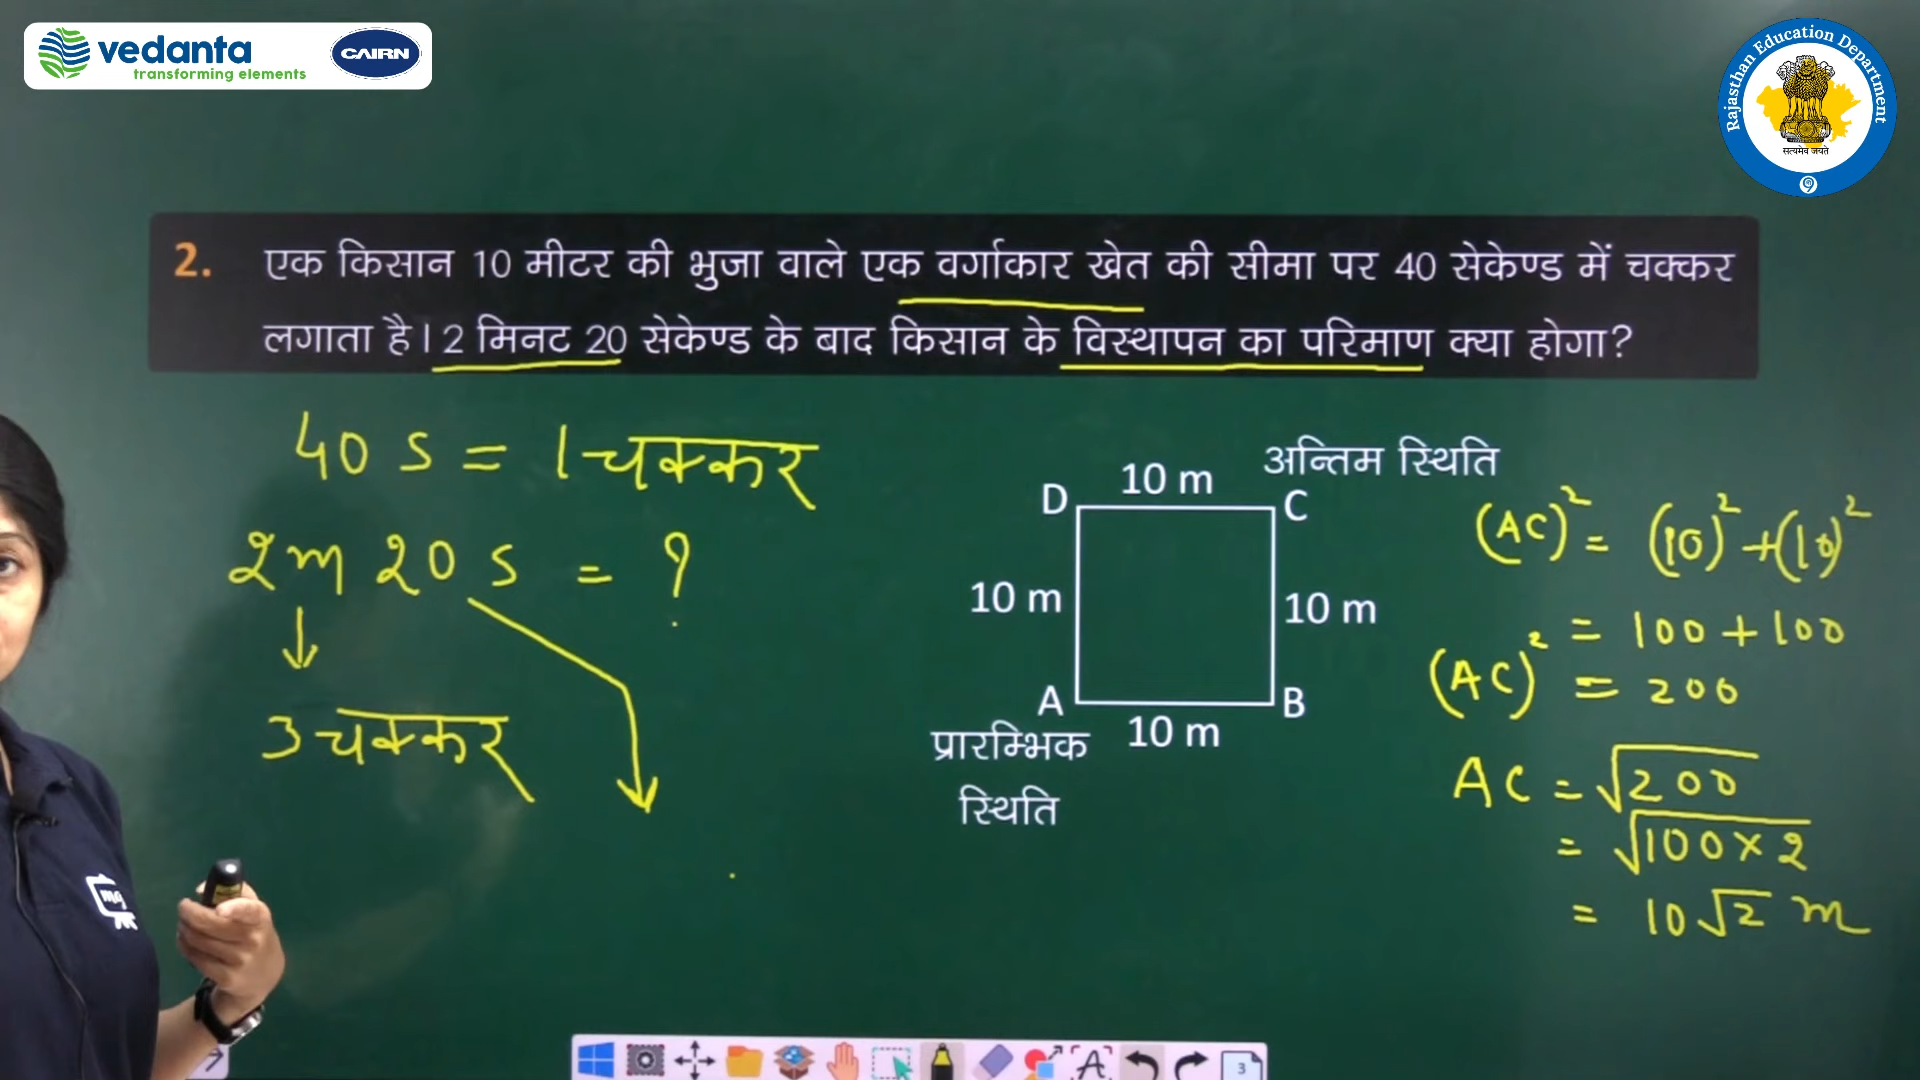 vedanta
transforming elements
CAIRN
Rajasthan Education Department
सत्यमेव जयते
2. एक किसान 10 मीटर की भुजा वाले एक वर्गाकार खेत की सीमा पर 40 सेकेण्ड में चक्कर
लगाता है। 2 मिनट 20 सेकेण्ड के बाद किसान के विस्थापन का परिमाण क्या होगा?
40 s = 1 चक्कर
2m 20 s = ?
3 चक्कर
अन्तिम स्थिति
10 m
D
C
10 m
10 m
A
B
10 m
प्रारम्भिक
स्थिति
(AC)² = (10)² + (10)²
= 100 + 100
(AC)² = 200
AC = √200
= √100 × 2
= 10√2 m
mg
3